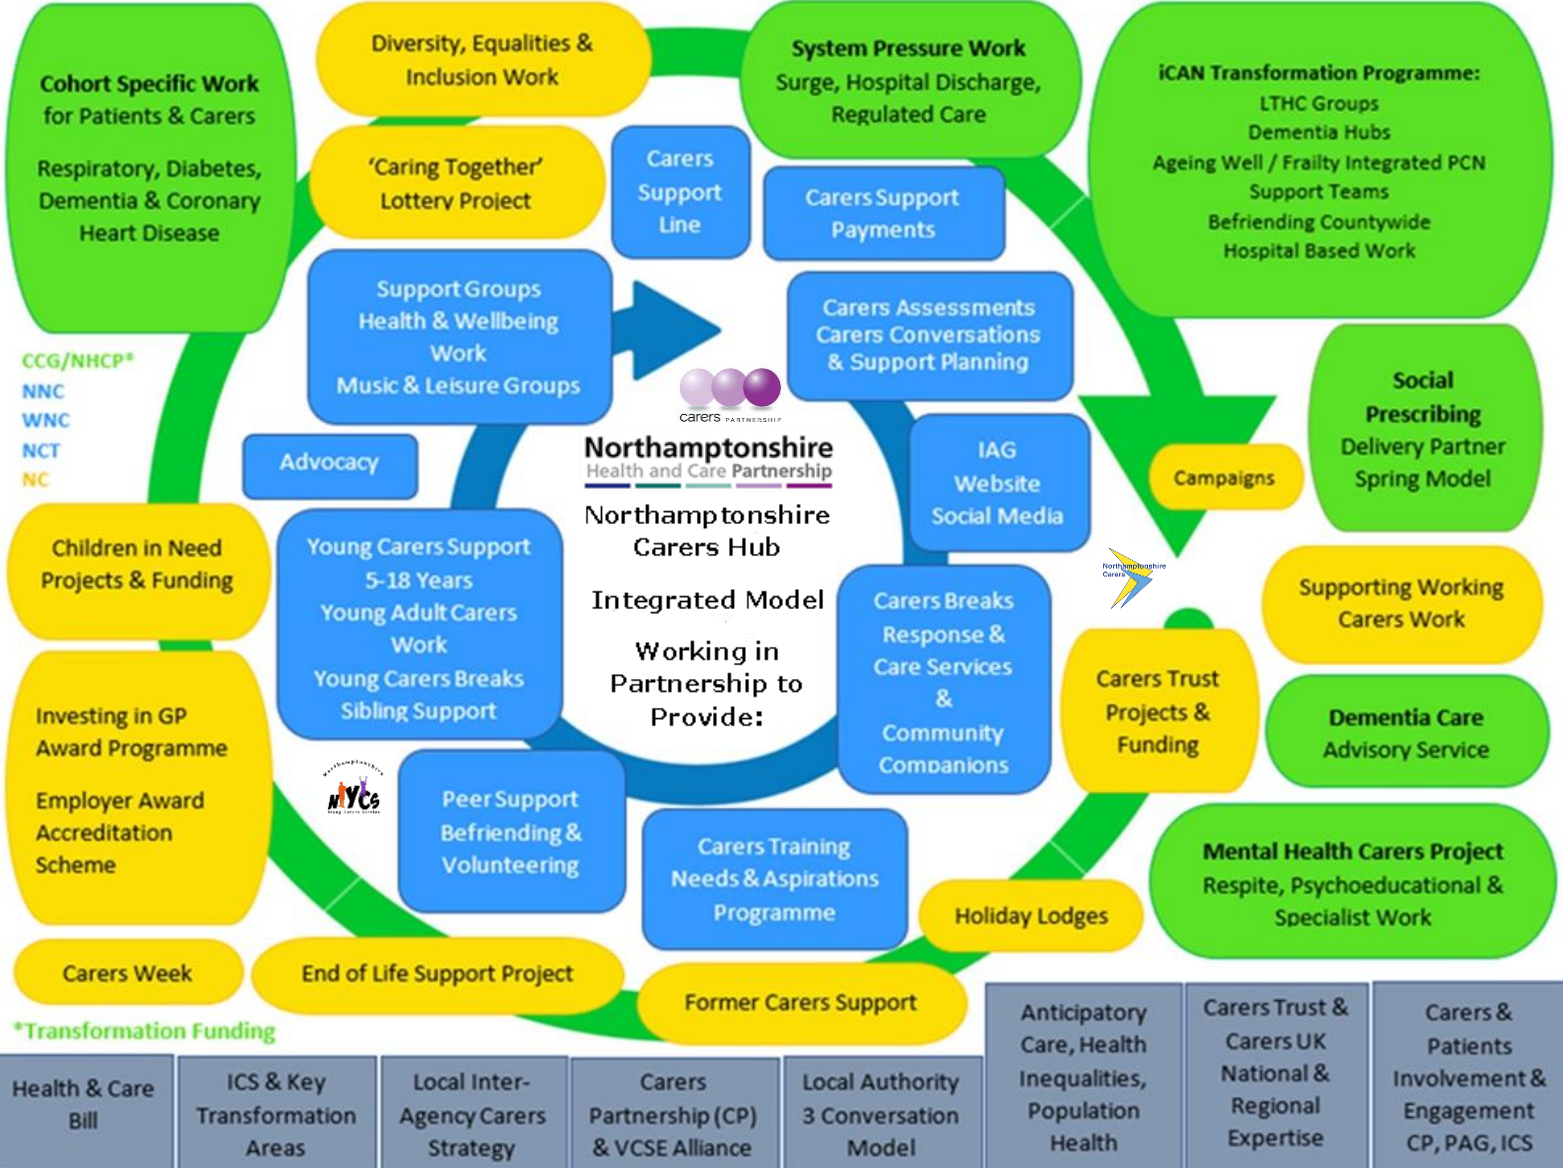 Cohort Specific Work
for Patients & Carers
Respiratory, Diabetes,
Dementia & Coronary
Heart Disease
Diversity, Equalities &
Inclusion Work
'Caring Together'
Lottery Project
System Pressure Work
Surge, Hospital Discharge,
Regulated Care
iCAN Transformation Programme:
LTHC Groups
Dementia Hubs
Ageing Well / Frailty Integrated PCN
Support Teams
Befriending Countywide
Hospital Based Work
Carers
Support
Line
Carers Support
Payments
Support Groups
Health & Wellbeing
Work
Music & Leisure Groups
Carers Assessments
Carers Conversations
& Support Planning
CCG/NHCP*
NNC
WNC
NCT
NC
Advocacy
carers PARTNERSHIP
Northamptonshire
Health and Care Partnership
Northamptonshire
Carers Hub
Integrated Model
Working in
Partnership to
Provide:
IAG
Website
Social Media
Campaigns
Social
Prescribing
Delivery Partner
Spring Model
Children in Need
Projects & Funding
Young Carers Support
5-18 Years
Young Adult Carers
Work
Young Carers Breaks
Sibling Support
Carers Breaks
Response &
Care Services
&
Community
Companions
Northamptonshire
Carers
Supporting Working
Carers Work
Carers Trust
Projects &
Funding
Dementia Care
Advisory Service
Investing in GP
Award Programme
Employer Award
Accreditation
Scheme
Northamptonshire
NYCS
Young Carers Service
Peer Support
Befriending &
Volunteering
Carers Training
Needs & Aspirations
Programme
Mental Health Carers Project
Respite, Psychoeducational &
Specialist Work
Holiday Lodges
Carers Week
End of Life Support Project
Former Carers Support
*Transformation Funding
Health & Care
Bill
ICS & Key
Transformation
Areas
Local Inter-
Agency Carers
Strategy
Carers
Partnership (CP)
& VCSE Alliance
Local Authority
3 Conversation
Model
Anticipatory
Care, Health
Inequalities,
Population
Health
Carers Trust &
Carers UK
National &
Regional
Expertise
Carers &
Patients
Involvement &
Engagement
CP, PAG, ICS